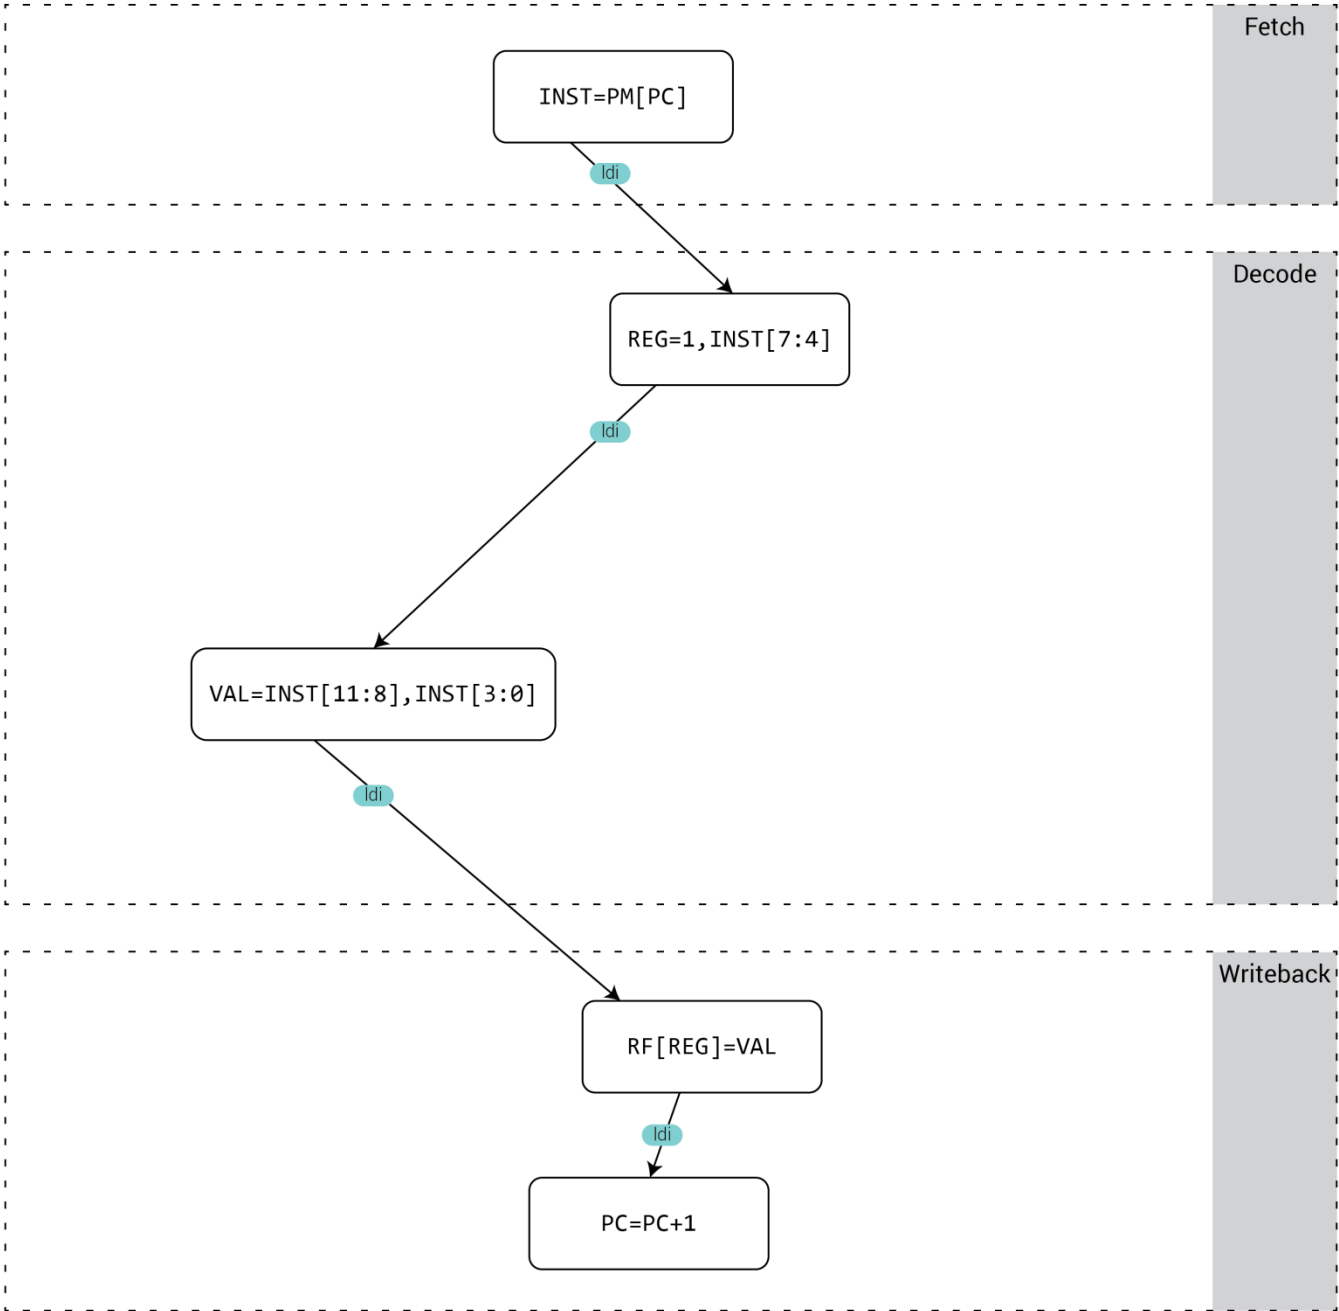 Fetch
INST=PM[PC]
ldi
Decode
REG=1,INST[7:4]
ldi
VAL=INST[11:8],INST[3:0]
ldi
Writeback
RF[REG]=VAL
ldi
PC=PC+1